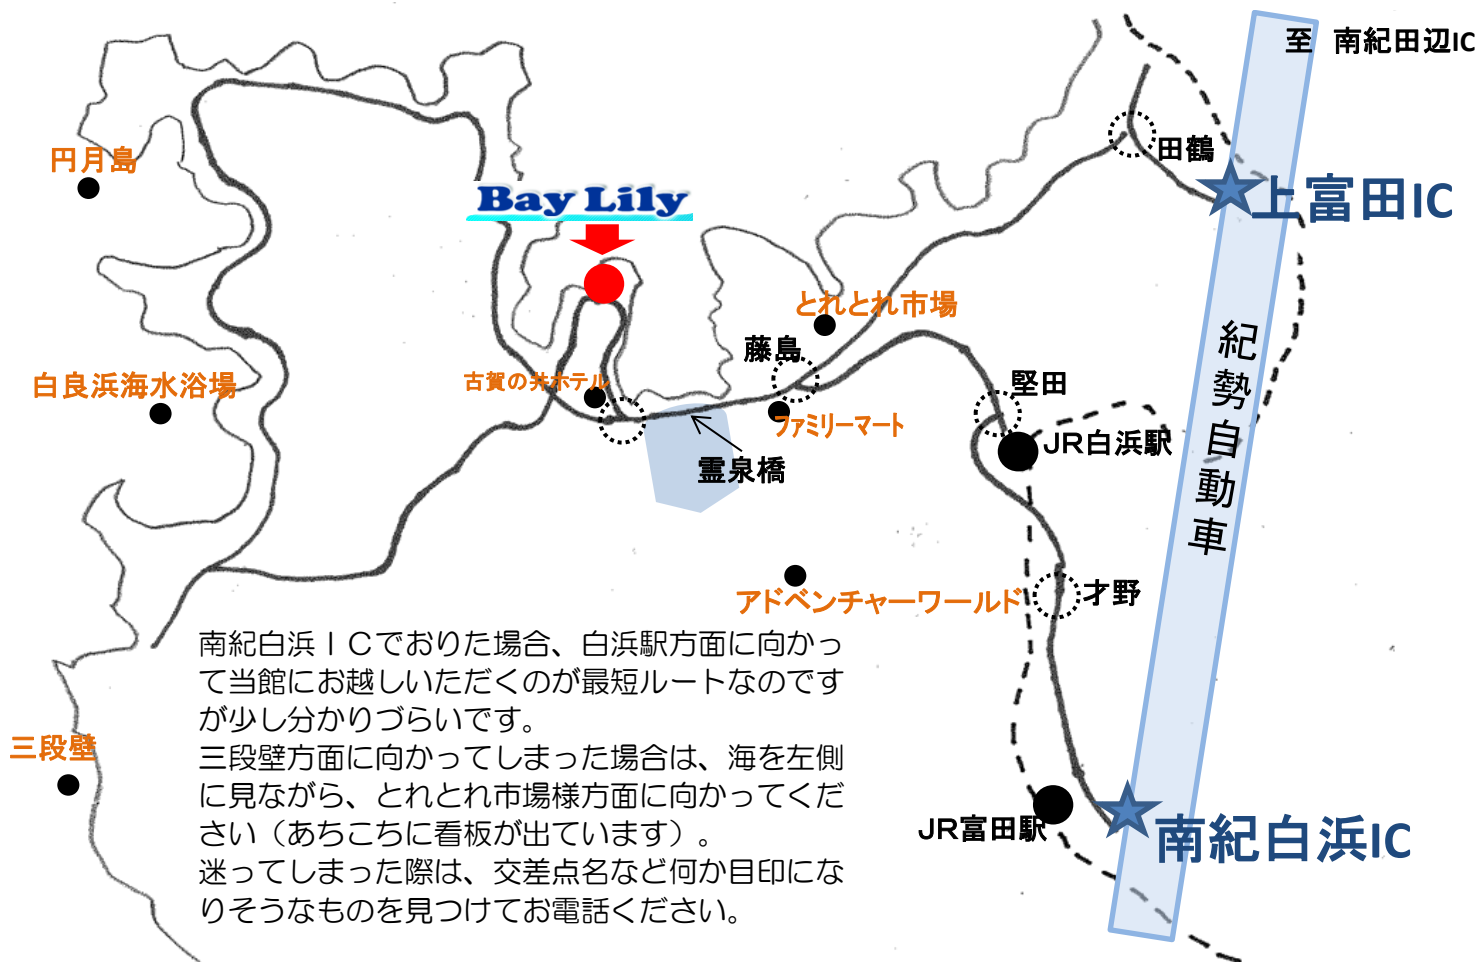 至 南紀田辺IC
田鶴
円月島
上富田IC
Bay Lily
とれとれ市場
紀勢自動車
藤島
古賀の井ホテル
白良浜海水浴場
堅田
ファミリーマート
JR白浜駅
霊泉橋
アドベンチャーワールド
才野
南紀白浜ICでおりた場合、白浜駅方面に向かっ
て当館にお越しいただくのが最短ルートなのです
が少し分かりづらいです。
三段壁方面に向かってしまった場合は、海を左側
に見ながら、とれとれ市場様方面に向かってくだ
さい（あちこちに看板が出ています）。
迷ってしまった際は、交差点名など何か目印にな
りそうなものを見つけてお電話ください。
三段壁
JR富田駅
南紀白浜IC